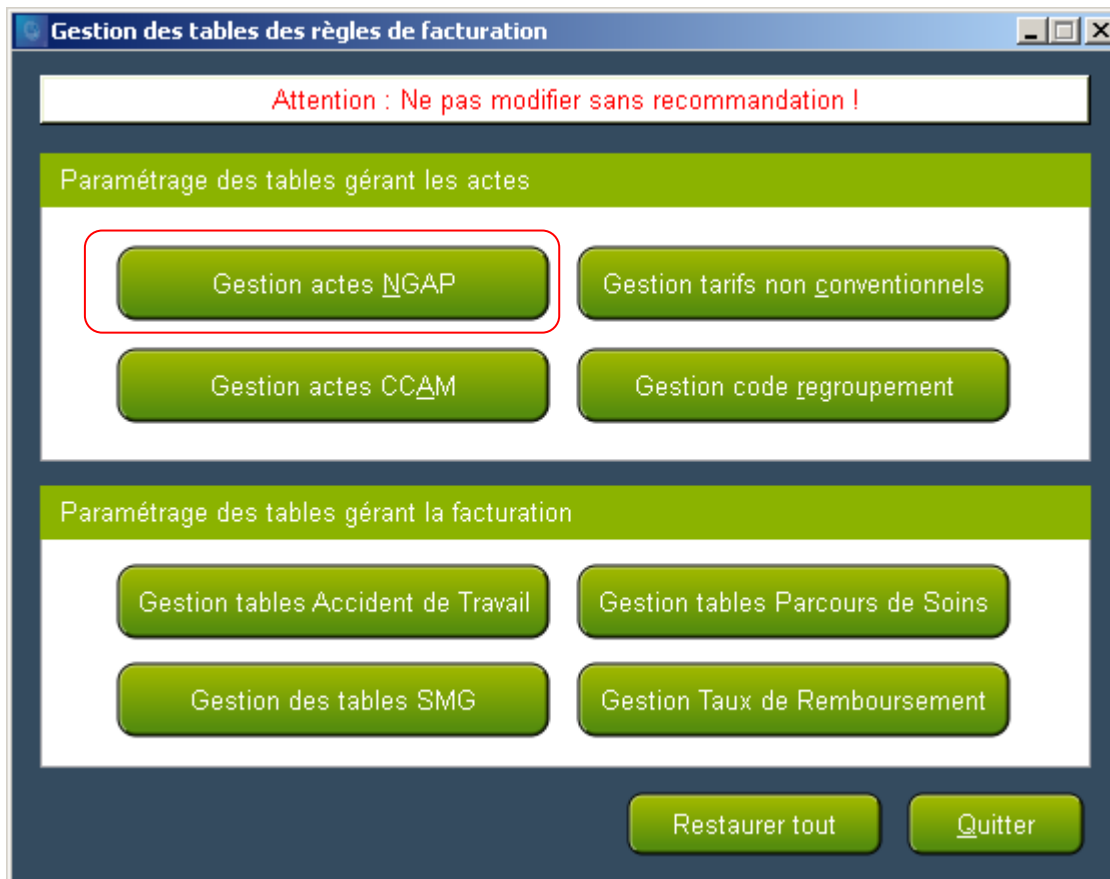 Gestion des tables des règles de facturation
Attention : Ne pas modifier sans recommandation !
Paramétrage des tables gérant les actes
Gestion actes NGAP
Gestion tarifs non conventionnels
Gestion actes CCAM
Gestion code regroupement
Paramétrage des tables gérant la facturation
Gestion tables Accident de Travail
Gestion tables Parcours de Soins
Gestion des tables SMG
Gestion Taux de Remboursement
Restaurer tout
Quitter